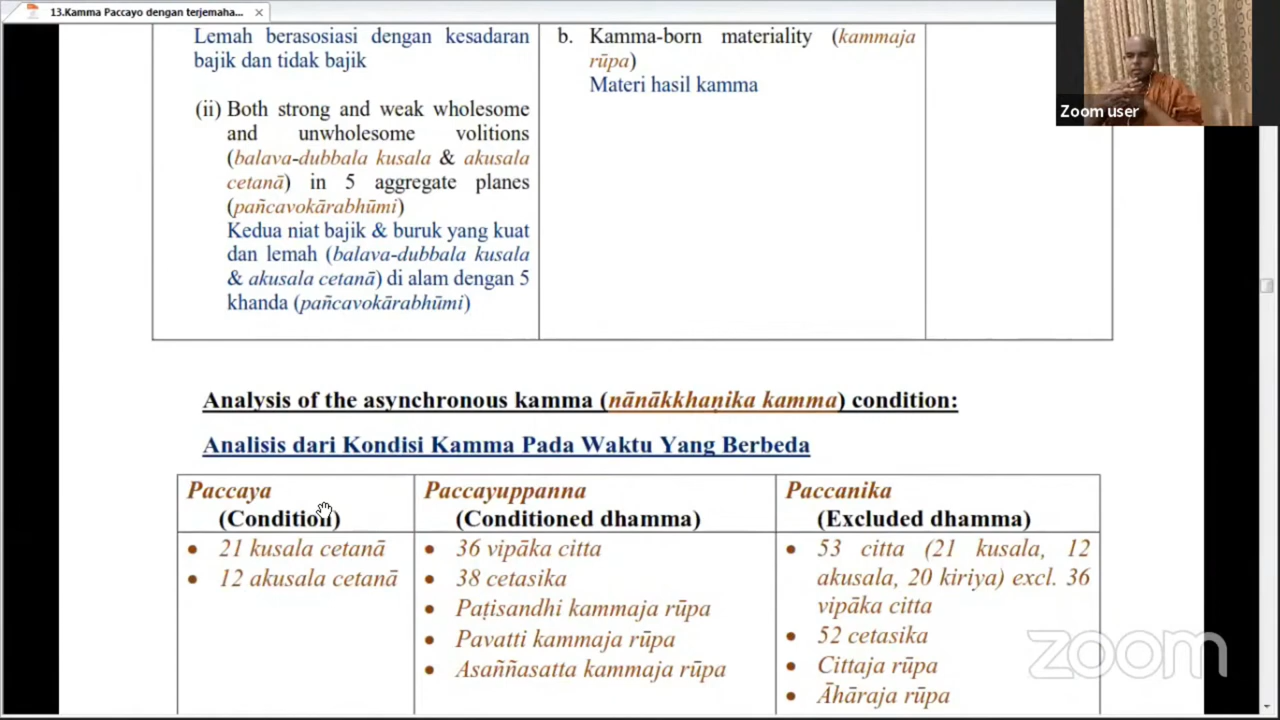 13.Kamma Paccayo dengan terjemaha...
Lemah berasosiasi dengan kesadaran
bajik dan tidak bajik
(ii) Both strong and weak wholesome
and unwholesome volitions
(balava-dubbala kusala & akusala
cetanā) in 5 aggregate planes
(pañcavokārabhūmi)
Kedua niat bajik & buruk yang kuat
dan lemah (balava-dubbala kusala
& akusala cetanā) di alam dengan 5
khanda (pañcavokārabhūmi)
b. Kamma-born materiality (kammaja
rūpa)
Materi hasil kamma
Zoom user
Analysis of the asynchronous kamma (nānākkhaṇika kamma) condition:
Analisis dari Kondisi Kamma Pada Waktu Yang Berbeda
Paccaya
(Condition)
• 21 kusala cetanā
• 12 akusala cetanā
Paccayuppanna
(Conditioned dhamma)
• 36 vipāka citta
• 38 cetasika
• Paṭisandhi kammaja rūpa
• Pavatti kammaja rūpa
• Asaññasatta kammaja rūpa
Paccanika
(Excluded dhamma)
• 53 citta (21 kusala, 12
akusala, 20 kiriya) excl. 36
vipāka citta
• 52 cetasika
• Cittaja rūpa
• Āhāraja rūpa
zoom